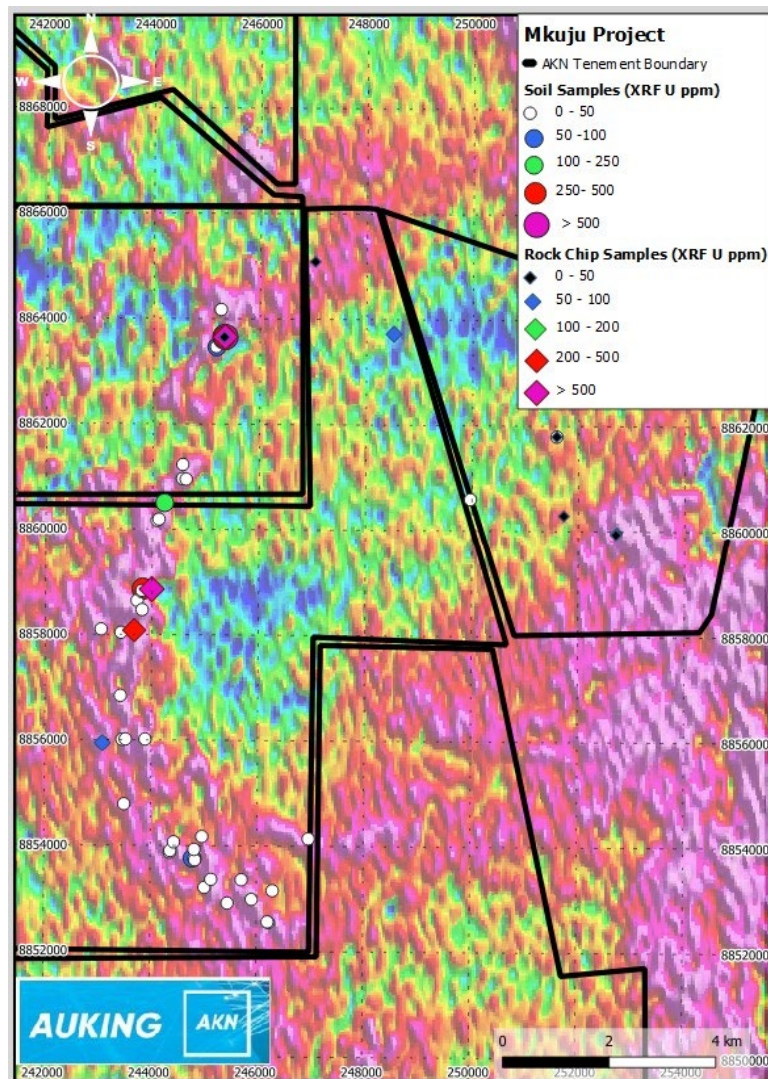 242000 244000 246000 248000 250000
N
W E
S
Mkuju Project
AKN Tenement Boundary
Soil Samples (XRF U ppm)
0 - 50
50 -100
100 - 250
250- 500
> 500
Rock Chip Samples (XRF U ppm)
0 - 50
50 - 100
100 - 200
200 - 500
> 500
8868000
8866000
8864000
8862000 8862000
8860000 8860000
8858000 8858000
8856000 8856000
8854000 8854000
8852000 8852000
AUKING AKN
0 2 4 km
8850000
242000 244000 246000 248000 250000 252000 254000